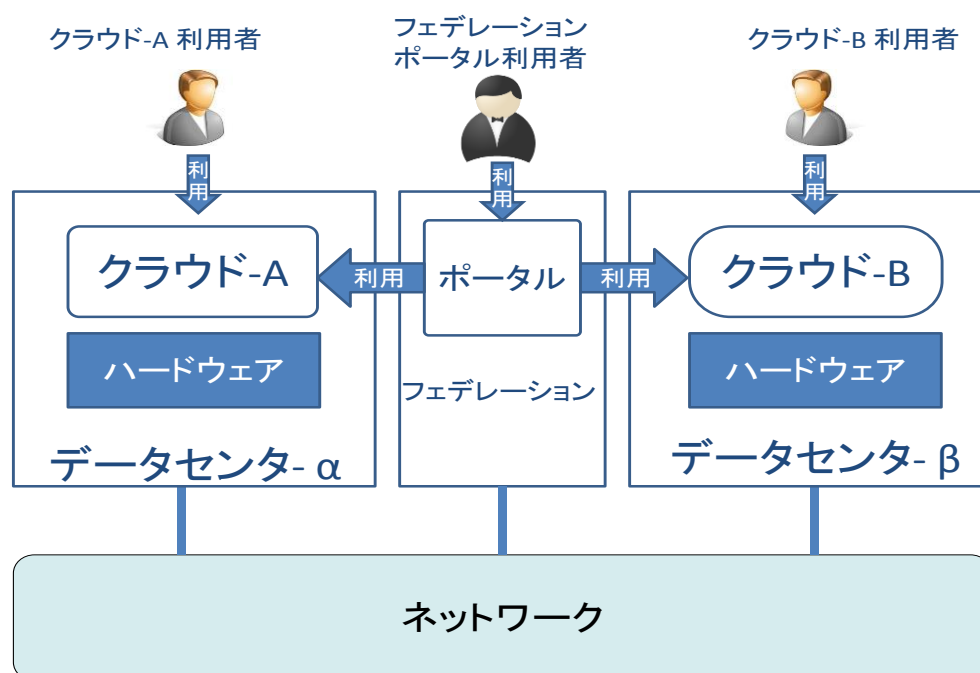 クラウド-A 利用者
フェデレーション
ポータル利用者
クラウド-B 利用者
利
用
利
用
利
用
クラウド-A
利用
ポータル
利用
クラウド-B
ハードウェア
フェデレーション
ハードウェア
データセンタ- α
データセンタ- β
ネットワーク